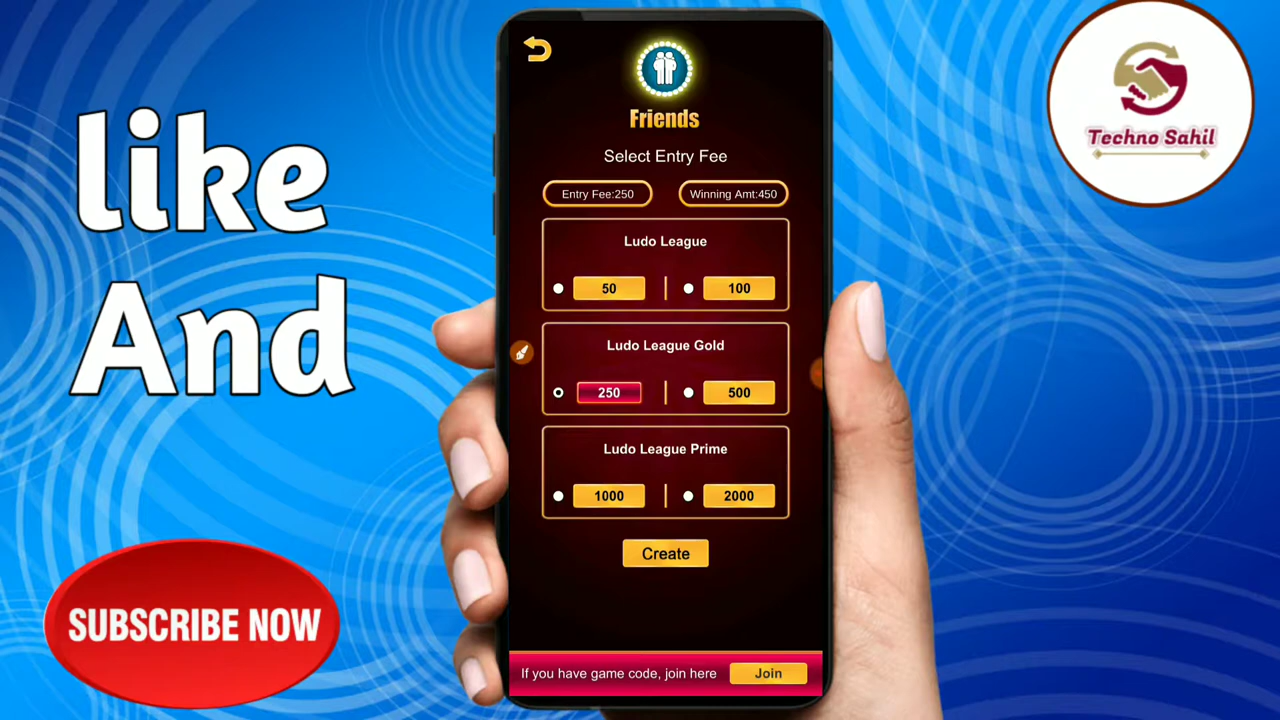 like
And
SUBSCRIBE NOW
Techno Sahil
Friends
Select Entry Fee
Entry Fee:250
Winning Amt:450
Ludo League
50
100
Ludo League Gold
250
500
Ludo League Prime
1000
2000
Create
If you have game code, join here
Join